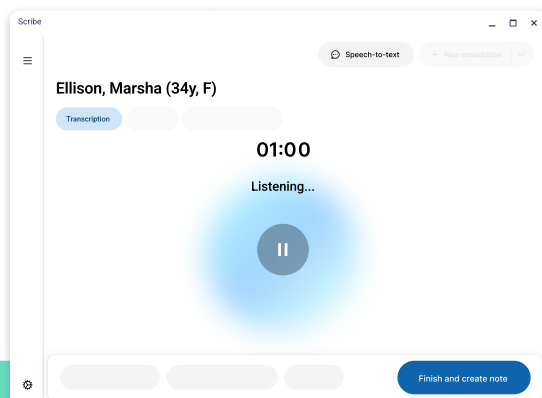 Scribe
Speech-to-text
+ New consultation
Ellison, Marsha (34y, F)
Transcription
01:00
Listening...
Finish and create note